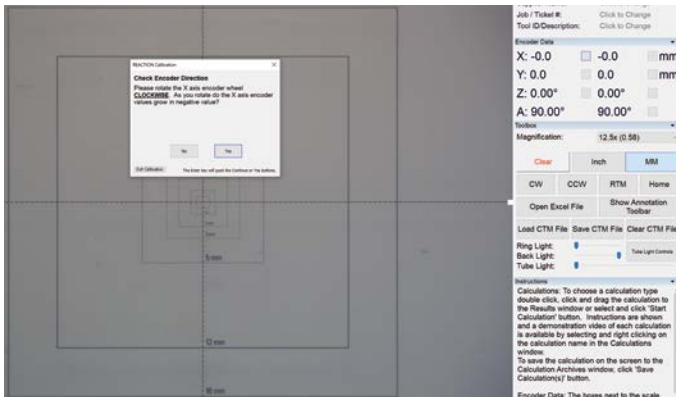 Job / Ticket #: Click to Change
Tool ID/Description: Click to Change
Encoder Data
X: -0.0 -0.0 mm
Y: 0.0 0.0 mm
Z: 0.00° 0.00°
A: 90.00° 90.00°
Toolbox
Magnification: 12.5x (0.58)
Clear Inch MM
CW CCW RTM Home
Open Excel File Show Annotation Toolbar
Load CTM File Save CTM File Clear CTM File
Ring Light:
Back Light:
Tube Light:
Tube Light Controls
Instructions
Calculations: To choose a calculation type
double click, click and drag the calculation to
the Results window or select and click 'Start
Calculation' button. Instructions are shown
and a demonstration video of each calculation
is available by selecting and right clicking on
the calculation name in the Calculations
window.
To save the calculation on the screen to the
Calculation Archives window, click 'Save
Calculation(s)' button.
Encoder Data: The boxes next to the scale
REACTION Calibration
Check Encoder Direction
Please rotate the X axis encoder wheel
CLOCKWISE. As you rotate do the X axis encoder
values grow in negative value?
No Yes
Exit Calibration
The Enter key will push the Continue or Yes buttons.
5 mm
12 mm
16 mm